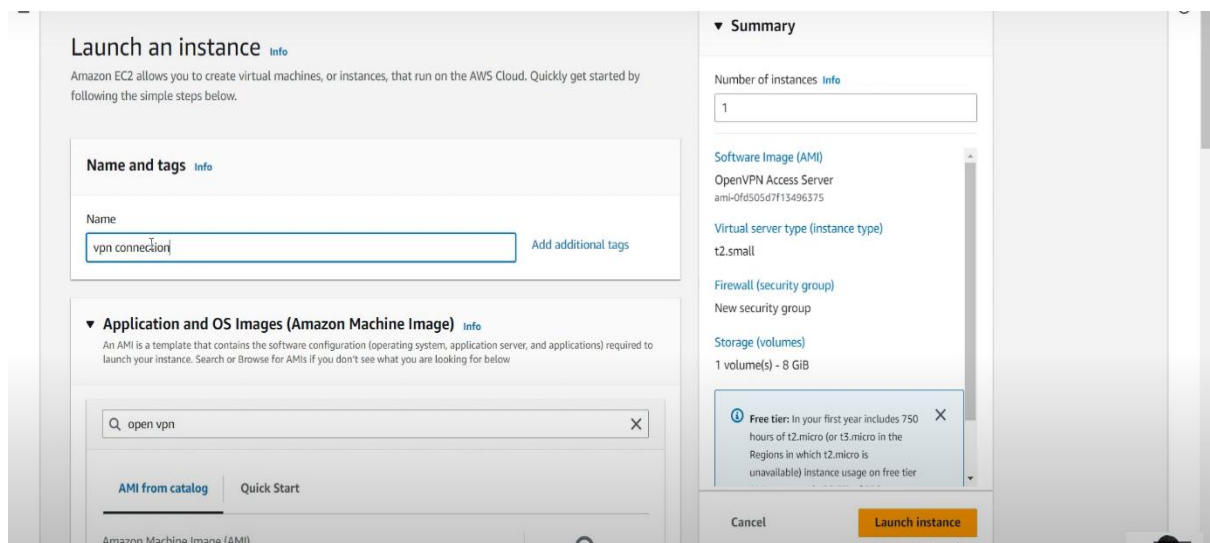 Launch an instance Info
Amazon EC2 allows you to create virtual machines, or instances, that run on the AWS Cloud. Quickly get started by
following the simple steps below.
Name and tags Info
Name
vpn connection
Add additional tags
▼ Application and OS Images (Amazon Machine Image) Info
An AMI is a template that contains the software configuration (operating system, application server, and applications) required to
launch your instance. Search or Browse for AMIs if you don't see what you are looking for below
open vpn
AMI from catalog
Quick Start
Amazon Machine Image (AMI)
▼ Summary
Number of instances Info
1
Software Image (AMI)
OpenVPN Access Server
ami-0fd505d7f13496375
Virtual server type (instance type)
t2.small
Firewall (security group)
New security group
Storage (volumes)
1 volume(s) - 8 GiB
Free tier: In your first year includes 750
hours of t2.micro (or t3.micro in the
Regions in which t2.micro is
unavailable) instance usage on free tier
Cancel
Launch instance